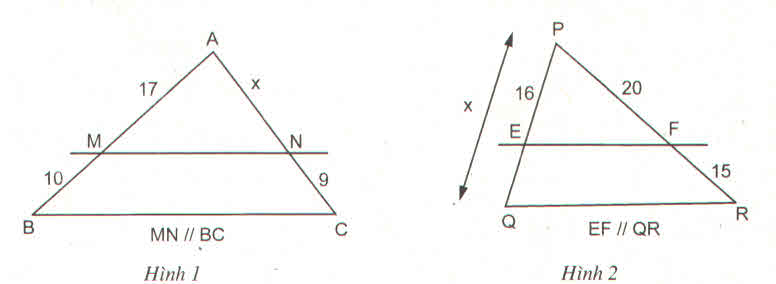 A
17
x
M
N
10
9
B
C
MN // BC
Hình 1
P
16
20
x
E
F
15
Q
R
EF // QR
Hình 2